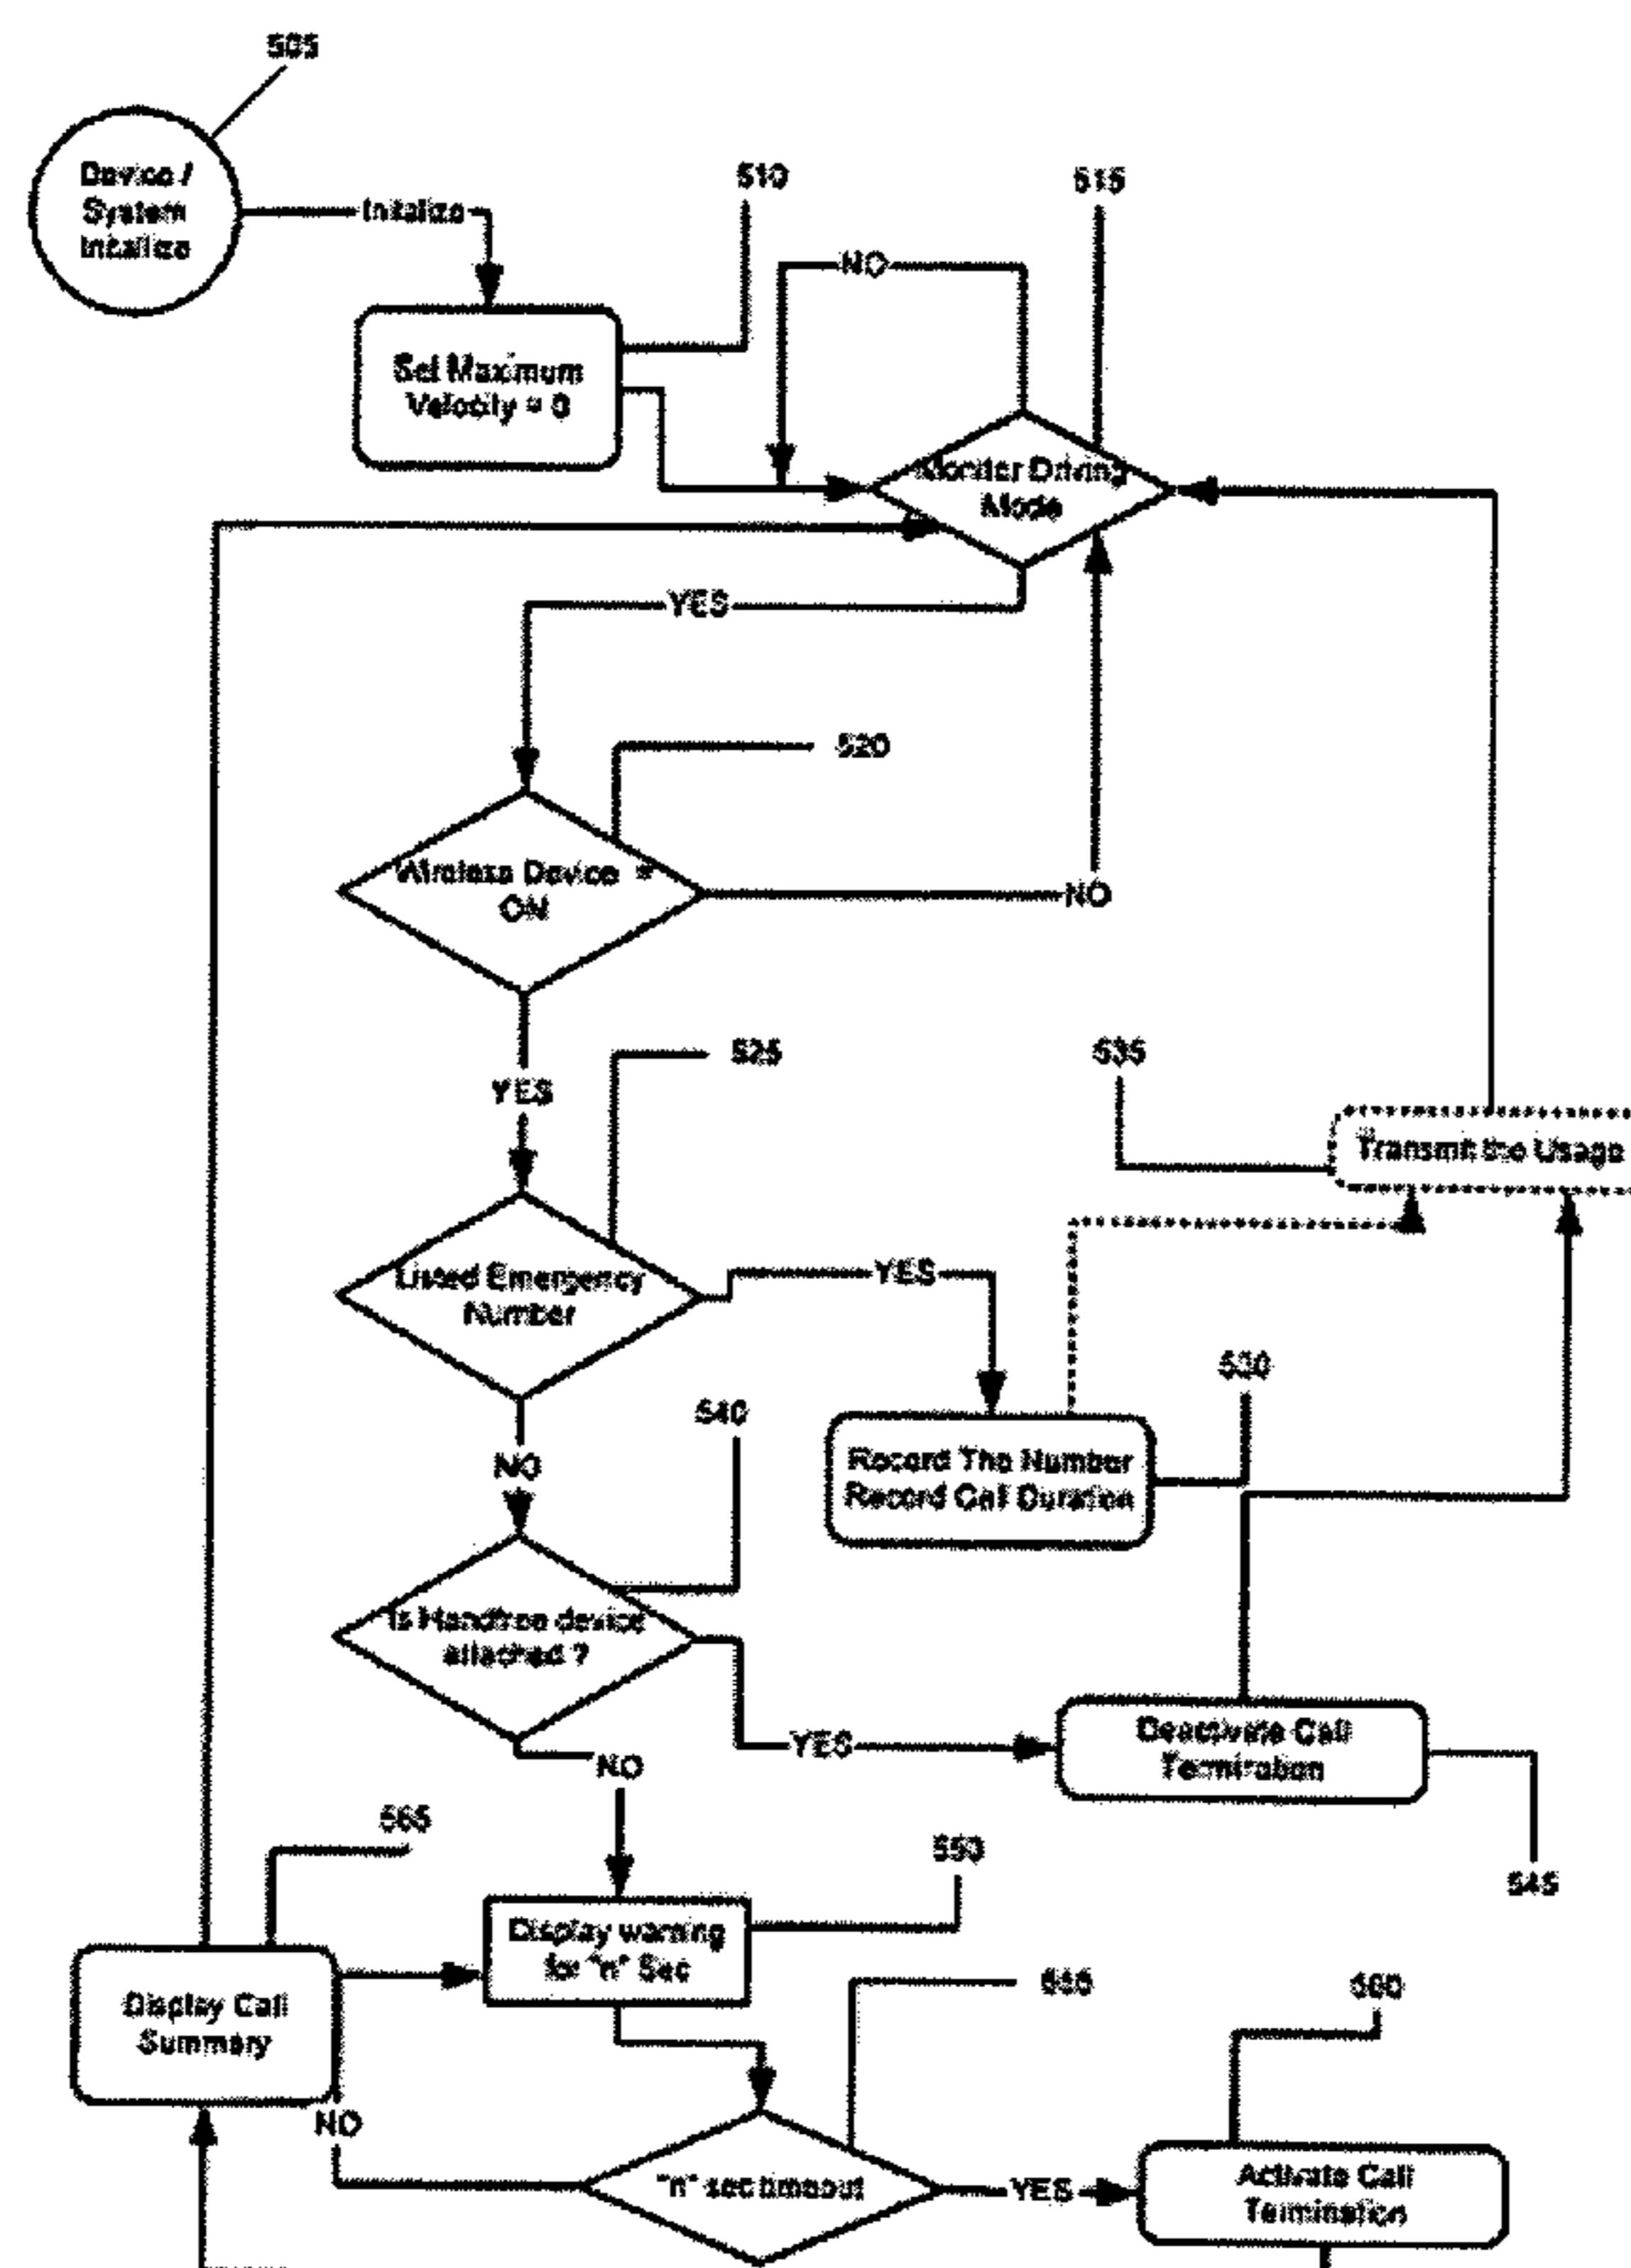 505
Device /
System
Initalize
Initalize
510
515
NO
Set Maximum
Velocity = 0
Moniter Driving
Mode
YES
520
Wireless Device =
ON
NO
525
535
YES
Transmit the Usage
Listed Emergency
Number
YES
530
540
NO
Record The Number
Record Call Duration
Is Handfree device
attached ?
YES
Deactivate Call
Termination
NO
565
550
545
Display warning
for "n" Sec
555
560
Display Call
Summary
NO
"n" sec timeout
YES
Activate Call
Termination